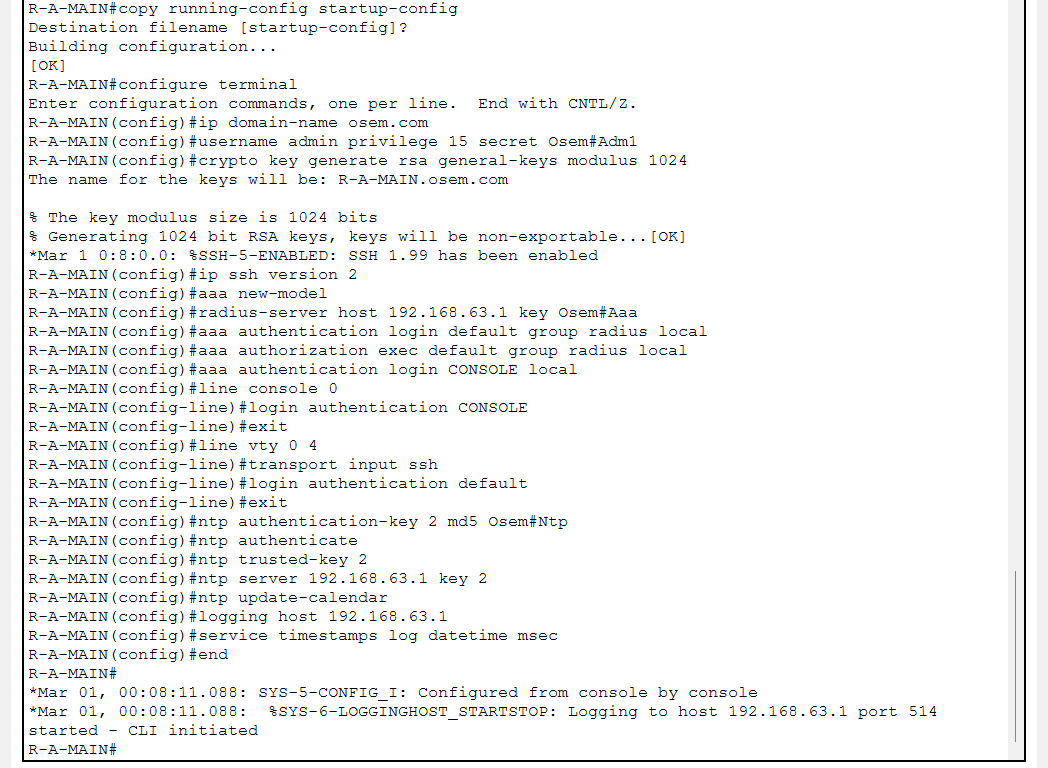 R-A-MAIN#copy running-config startup-config
Destination filename [startup-config]?
Building configuration...
[OK]
R-A-MAIN#configure terminal
Enter configuration commands, one per line.  End with CNTL/Z.
R-A-MAIN(config)#ip domain-name osem.com
R-A-MAIN(config)#username admin privilege 15 secret Osem#Adm1
R-A-MAIN(config)#crypto key generate rsa general-keys modulus 1024
The name for the keys will be: R-A-MAIN.osem.com

% The key modulus size is 1024 bits
% Generating 1024 bit RSA keys, keys will be non-exportable...[OK]
*Mar 1 0:8:0.0: %SSH-5-ENABLED: SSH 1.99 has been enabled
R-A-MAIN(config)#ip ssh version 2
R-A-MAIN(config)#aaa new-model
R-A-MAIN(config)#radius-server host 192.168.63.1 key Osem#Aaa
R-A-MAIN(config)#aaa authentication login default group radius local
R-A-MAIN(config)#aaa authorization exec default group radius local
R-A-MAIN(config)#aaa authentication login CONSOLE local
R-A-MAIN(config)#line console 0
R-A-MAIN(config-line)#login authentication CONSOLE
R-A-MAIN(config-line)#exit
R-A-MAIN(config)#line vty 0 4
R-A-MAIN(config-line)#transport input ssh
R-A-MAIN(config-line)#login authentication default
R-A-MAIN(config-line)#exit
R-A-MAIN(config)#ntp authentication-key 2 md5 Osem#Ntp
R-A-MAIN(config)#ntp authenticate
R-A-MAIN(config)#ntp trusted-key 2
R-A-MAIN(config)#ntp server 192.168.63.1 key 2
R-A-MAIN(config)#ntp update-calendar
R-A-MAIN(config)#logging host 192.168.63.1
R-A-MAIN(config)#service timestamps log datetime msec
R-A-MAIN(config)#end
R-A-MAIN#
*Mar 01, 00:08:11.088: SYS-5-CONFIG_I: Configured from console by console
*Mar 01, 00:08:11.088:  %SYS-6-LOGGINGHOST_STARTSTOP: Logging to host 192.168.63.1 port 514
started - CLI initiated
R-A-MAIN#